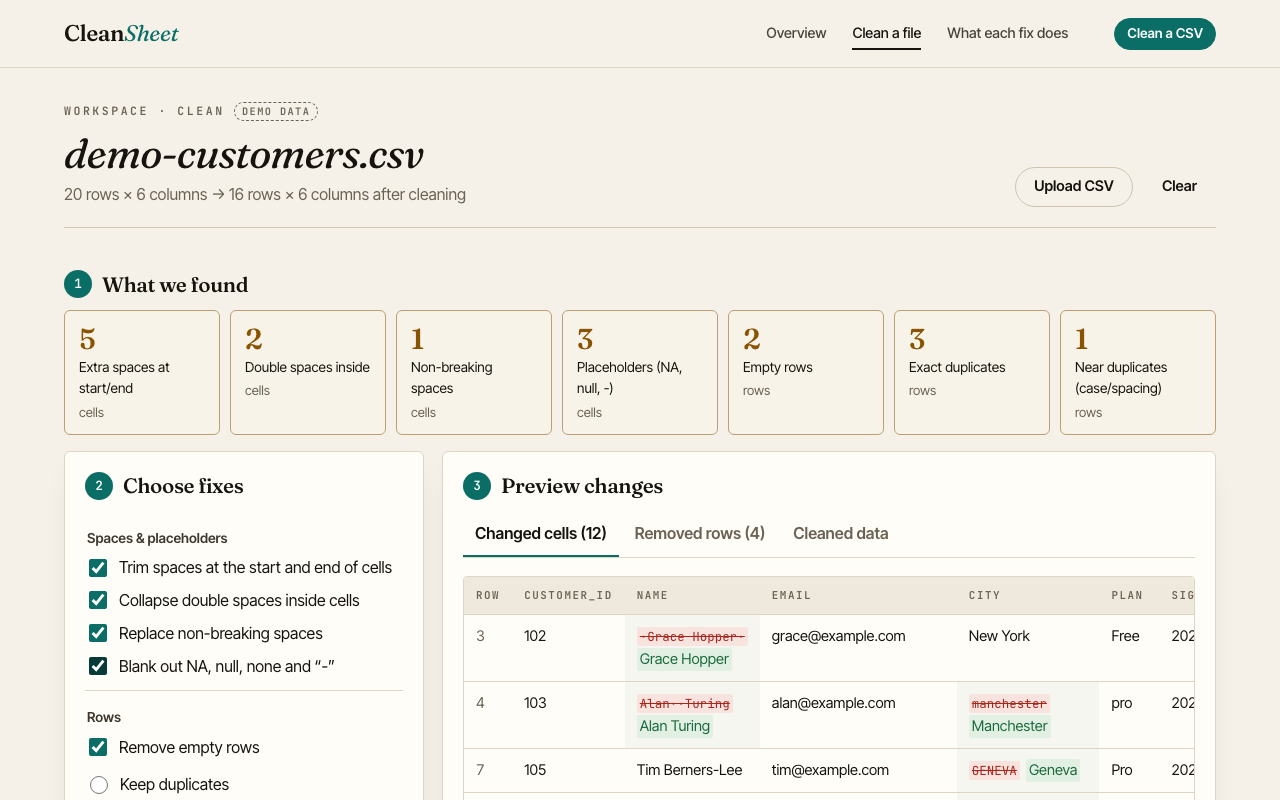 CleanSheet
Overview
Clean a file
What each fix does
Clean a CSV
WORKSPACE · CLEAN
DEMO DATA
demo-customers.csv
20 rows × 6 columns → 16 rows × 6 columns after cleaning
Upload CSV
Clear
1 What we found
5
Extra spaces at
start/end
cells
2
Double spaces inside
cells
1
Non-breaking
spaces
cells
3
Placeholders (NA,
null, -)
cells
2
Empty rows
rows
3
Exact duplicates
rows
1
Near duplicates
(case/spacing)
rows
2 Choose fixes
Spaces & placeholders
Trim spaces at the start and end of cells
Collapse double spaces inside cells
Replace non-breaking spaces
Blank out NA, null, none and “-”
Rows
Remove empty rows
Keep duplicates
3 Preview changes
Changed cells (12)
Removed rows (4)
Cleaned data
ROW CUSTOMER_ID NAME EMAIL CITY PLAN SIG
3 102 ·Grace Hopper· grace@example.com New York Free 202
Grace Hopper
4 103 Alan··Turing alan@example.com manchester pro 202
Alan Turing Manchester
7 105 Tim Berners-Lee tim@example.com GENEVA Geneva Pro 202